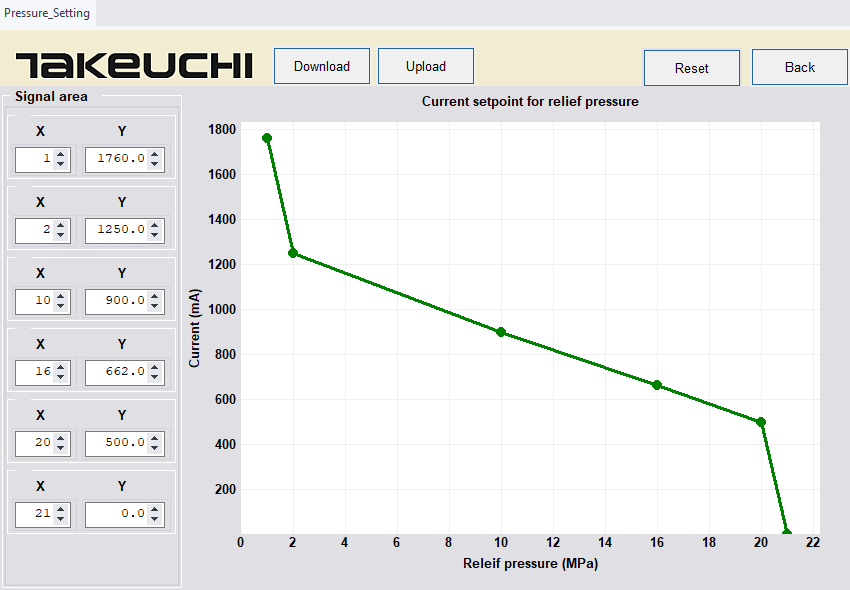 Pressure_Setting
TAKEUCHI
Download
Upload
Reset
Back
Signal area
X Y
1 1760.0
X Y
2 1250.0
X Y
10 900.0
X Y
16 662.0
X Y
20 500.0
X Y
21 0.0
Current setpoint for relief pressure
Current (mA)
1800
1600
1400
1200
1000
800
600
400
200
0 2 4 6 8 10 12 14 16 18 20 22
Releif pressure (MPa)